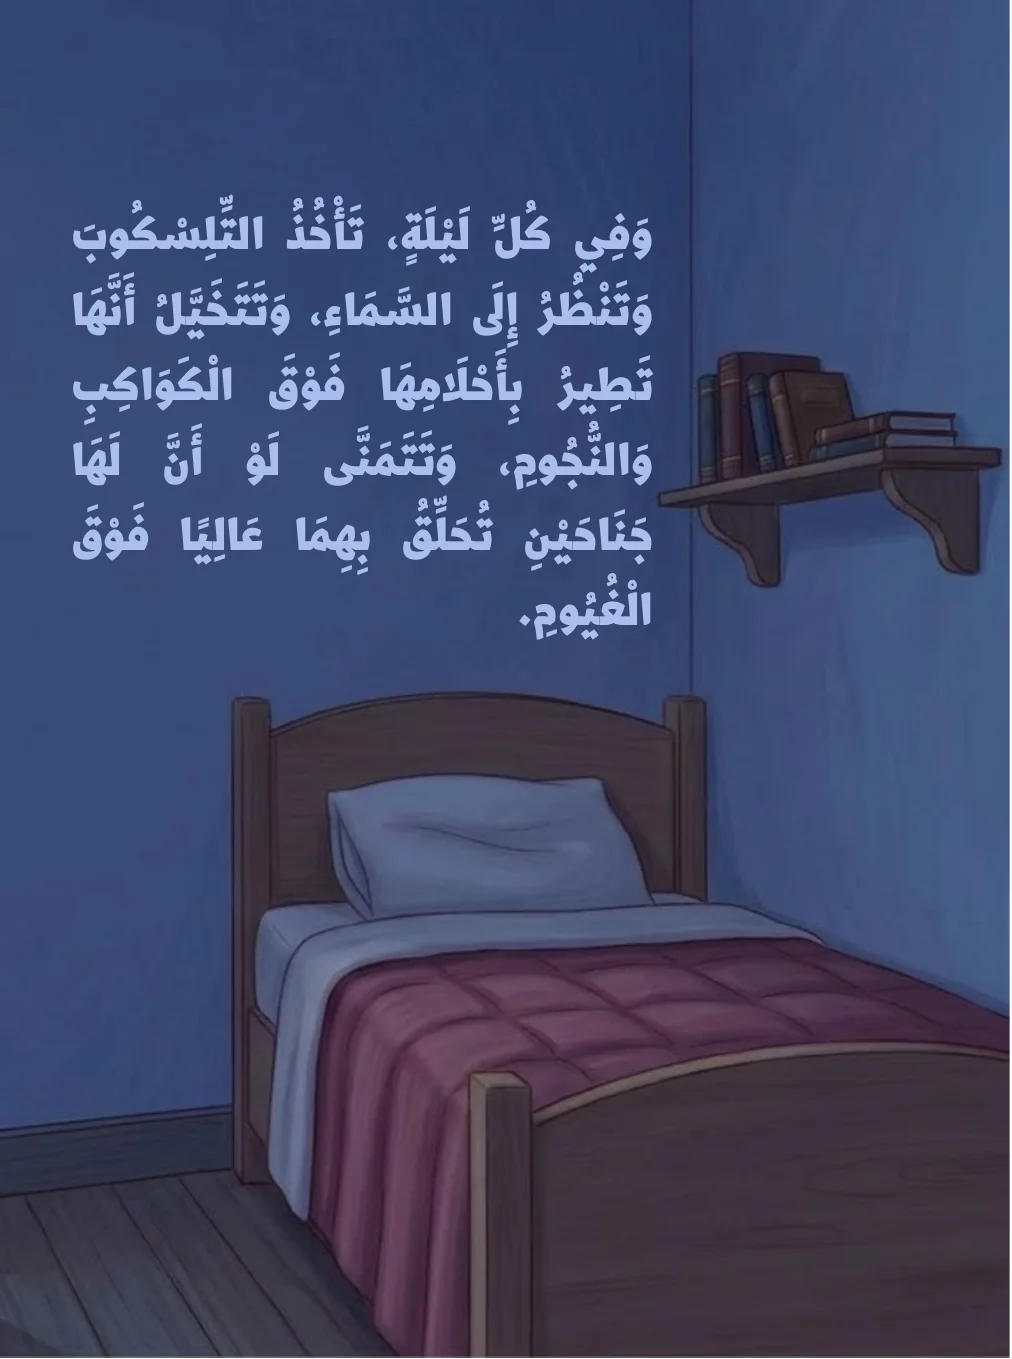 وَفِي كُلِّ لَيْلَةٍ، تَأْخُذُ التِّلِسْكُوبَ
وَتَنْظُرُ إِلَى السَّمَاءِ، وَتَتَخَيَّلُ أَنَّهَا
تَطِيرُ بِأَحْلَامِهَا فَوْقَ الْكَوَاكِبِ
وَالنُّجُومِ، وَتَتَمَنَّى لَوْ أَنَّ لَهَا
جَنَاحَيْنِ تُحَلِّقُ بِهِمَا عَالِيًا فَوْقَ
الْغُيُومِ.